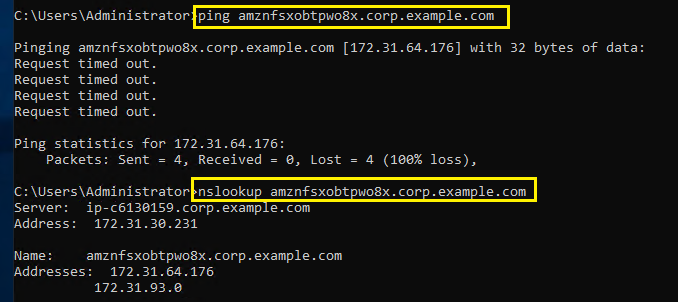 C:\Users\Administrator>ping amznfsxobtpwo8x.corp.example.com
Pinging amznfsxobtpwo8x.corp.example.com [172.31.64.176] with 32 bytes of data:
Request timed out.
Request timed out.
Request timed out.
Request timed out.
Ping statistics for 172.31.64.176:
    Packets: Sent = 4, Received = 0, Lost = 4 (100% loss),
C:\Users\Administrator>nslookup amznfsxobtpwo8x.corp.example.com
Server:  ip-c6130159.corp.example.com
Address:  172.31.30.231
Name:    amznfsxobtpwo8x.corp.example.com
Addresses:  172.31.64.176
          172.31.93.0